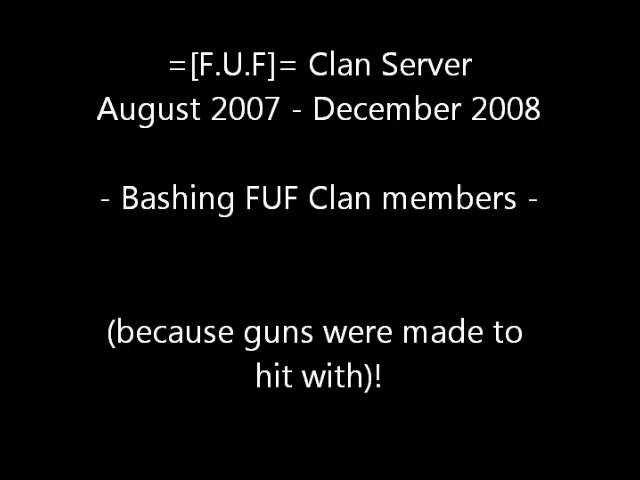 =[F.U.F]= Clan Server
August 2007 - December 2008
- Bashing FUF Clan members -
(because guns were made to
hit with)!